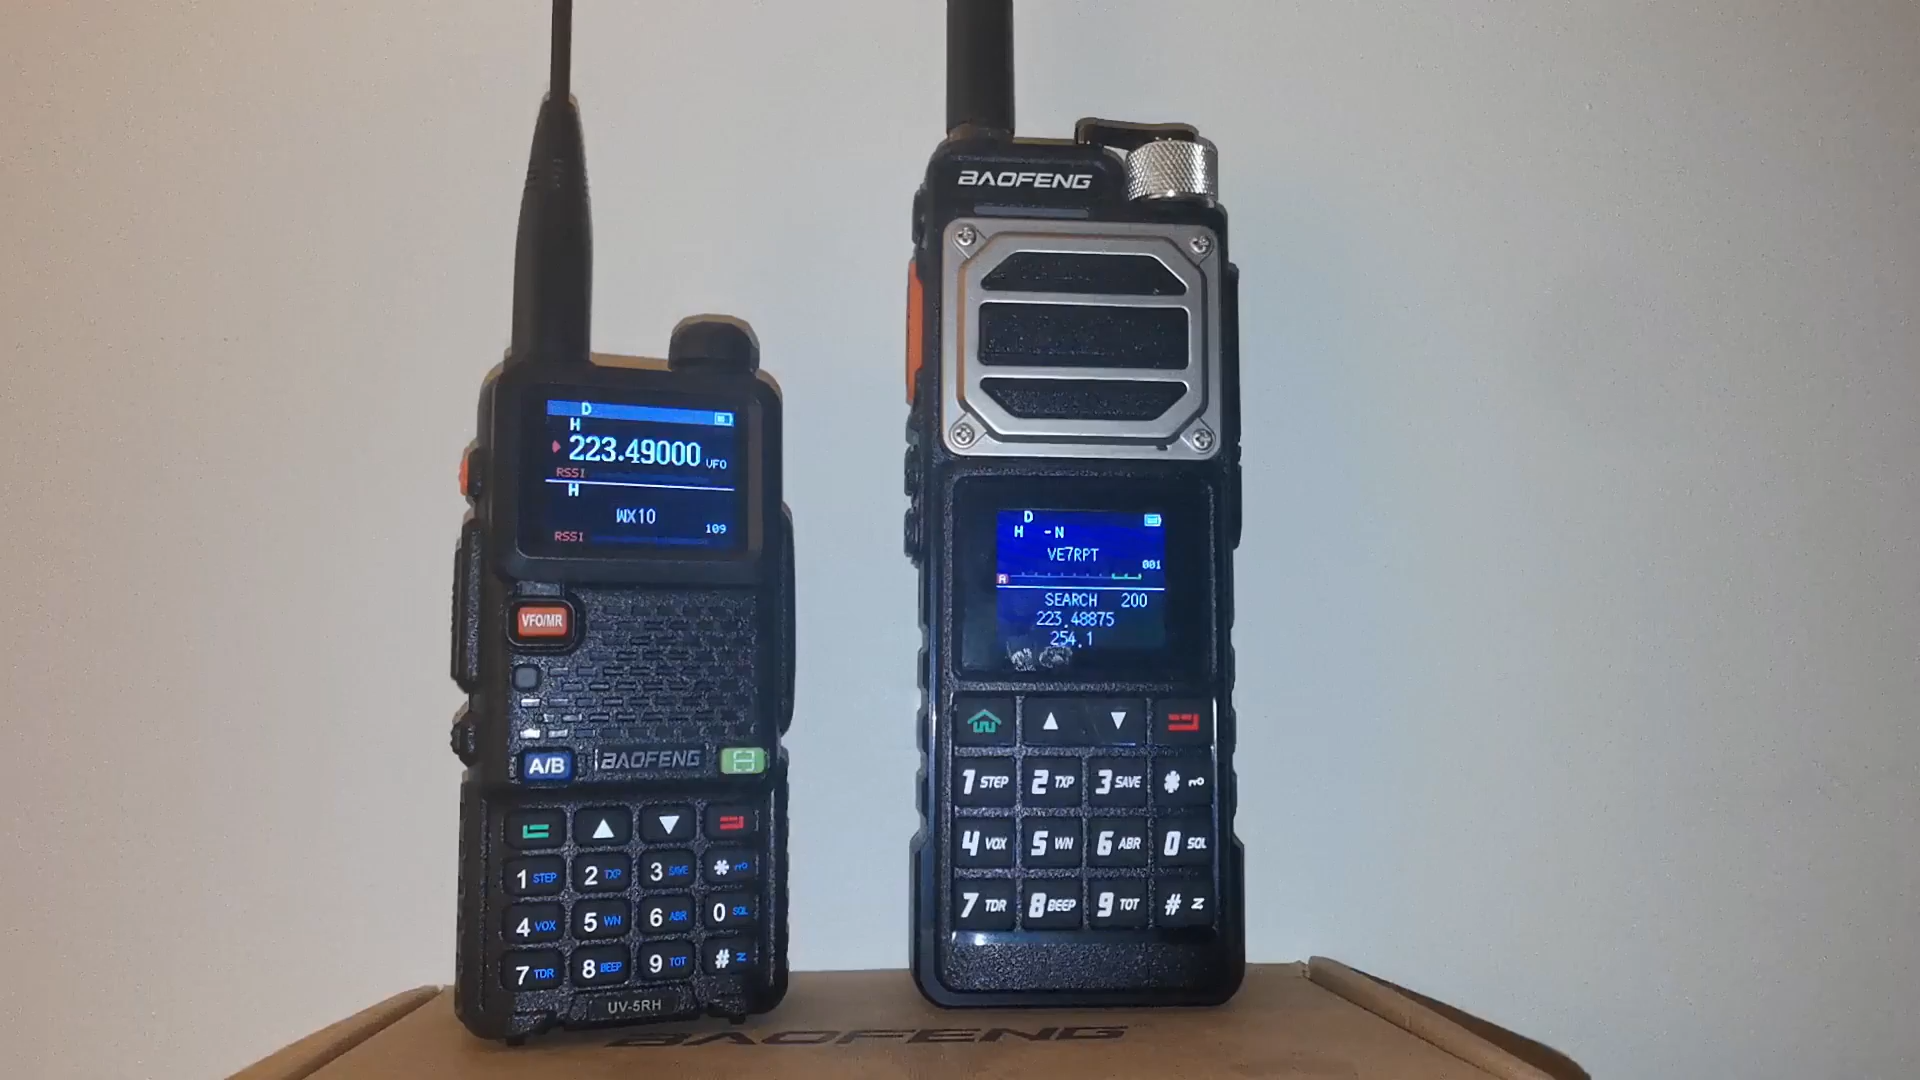 D
H
223.49000 VFO
RSSI
H
WX10
109
RSSI
VFO/MR
A/B BAOFENG
1 STEP 2 TXP 3 SAVE *
4 VOX 5 WN 6 ABR 0 SQL
7 TDR 8 BEEP 9 TOT #
UV-5RH
BAOFENG
D
H -N
VE7RPT
001
A
SEARCH 200
223.48875
254.1
1 STEP 2 TXP 3 SAVE *
4 VOX 5 WN 6 ABR 0 SQL
7 TDR 8 BEEP 9 TOT #
BAOFENG